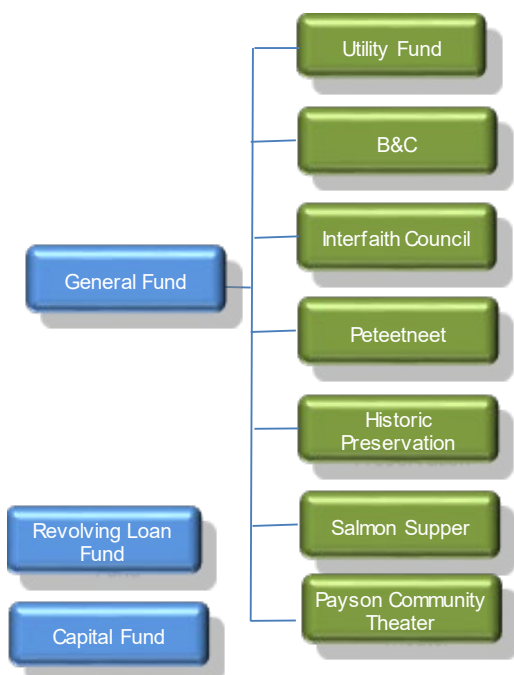 Utility Fund
B&C
Interfaith Council
General Fund
Peteetneet
Historic
Preservation
Salmon Supper
Revolving Loan
Fund
Payson Community
Theater
Capital Fund